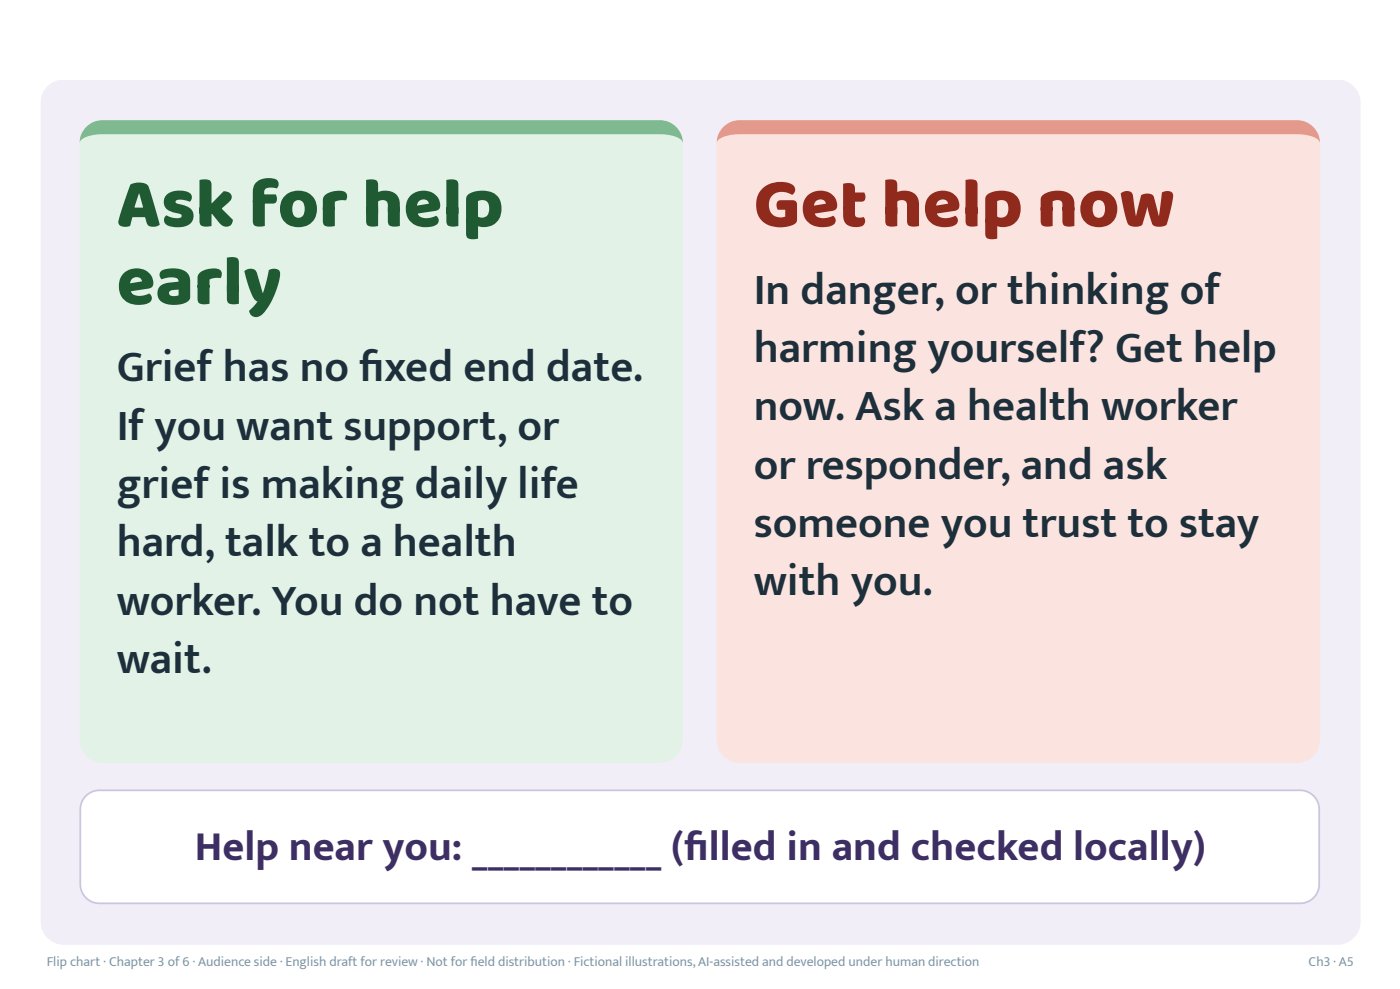 Ask for help
early
Grief has no fixed end date.
If you want support, or
grief is making daily life
hard, talk to a health
worker. You do not have to
wait.
Get help now
In danger, or thinking of
harming yourself? Get help
now. Ask a health worker
or responder, and ask
someone you trust to stay
with you.
Help near you: ____________ (filled in and checked locally)
Flip chart · Chapter 3 of 6 · Audience side · English draft for review · Not for field distribution · Fictional illustrations, AI-assisted and developed under human direction
Ch3 · A5